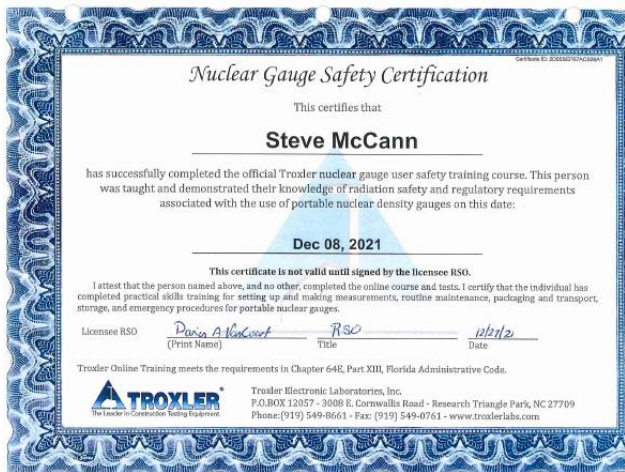 Nuclear Gauge Safety Certification
This certifies that
Steve McCann
has successfully completed the official Troxler nuclear gauge user safety training course. This person
was taught and demonstrated their knowledge of radiation safety and regulatory requirements
associated with the use of portable nuclear density gauges on this date:
Dec 08, 2021
This certificate is not valid until signed by the licensee RSO.
I attest that the person named above, and no other, completed the online course and tests. I certify that the individual has
completed practical skills training for setting up and making measurements, routine maintenance, packaging and transport,
storage, and emergency procedures for portable nuclear gauges.
Licensee RSO RSO 12/27/21
(Print Name) Title Date
Troxler Online Training meets the requirements in Chapter 64E, Part XIII, Florida Administrative Code.
TROXLER
The Leader in Construction Testing Equipment
Troxler Electronic Laboratories, Inc.
P.O.BOX 12057 - 3008 E. Cornwallis Road - Research Triangle Park, NC 27709
Phone:(919) 549-8661 - Fax: (919) 549-0761 - www.troxlerlabs.com